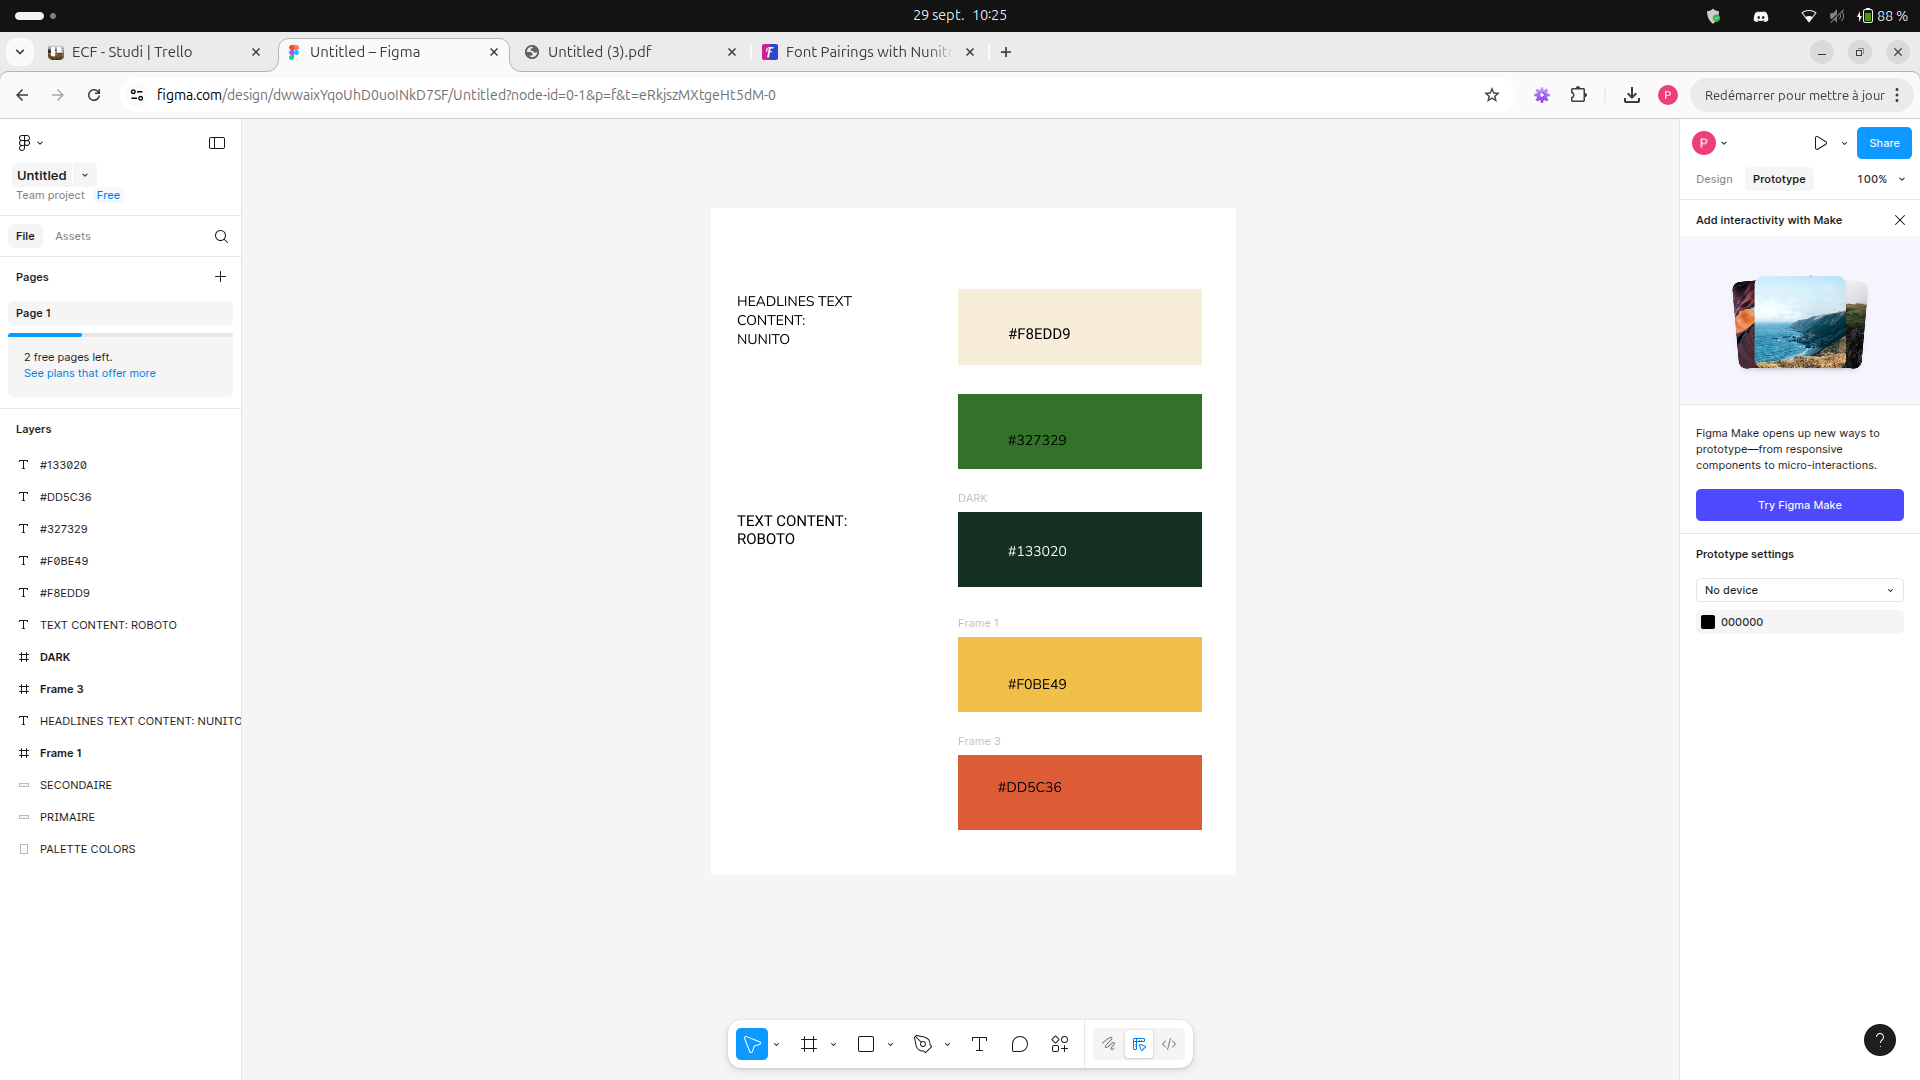 29 sept. 10:25
88 %
ECF - Studi | Trello
Untitled – Figma
Untitled (3).pdf
Font Pairings with Nunito
figma.com/design/dwwaixYqoUhD0uoINkD7SF/Untitled?node-id=0-1&p=f&t=eRkjszMXtgeHt5dM-0
P
Redémarrer pour mettre à jour
Untitled
Team project
Free
File
Assets
Pages
Page 1
2 free pages left.
See plans that offer more
Layers
#133020
#DD5C36
#327329
#F0BE49
#F8EDD9
TEXT CONTENT: ROBOTO
DARK
Frame 3
HEADLINES TEXT CONTENT: NUNITO
Frame 1
SECONDAIRE
PRIMAIRE
PALETTE COLORS
HEADLINES TEXT
CONTENT:
NUNITO
#F8EDD9
#327329
DARK
TEXT CONTENT:
ROBOTO
#133020
Frame 1
#F0BE49
Frame 3
#DD5C36
P
Share
Design
Prototype
100%
Add interactivity with Make
Figma Make opens up new ways to
prototype—from responsive
components to micro-interactions.
Try Figma Make
Prototype settings
No device
000000
?